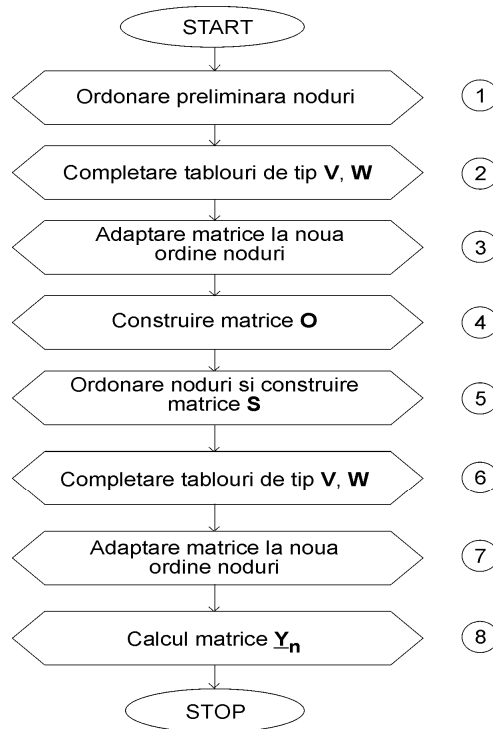 START
Ordonare preliminara noduri
1
Completare tablouri de tip V, W
2
Adaptare matrice la noua
ordine noduri
3
Construire matrice O
4
Ordonare noduri si construire
matrice S
5
Completare tablouri de tip V, W
6
Adaptare matrice la noua
ordine noduri
7
Calcul matrice Yn
8
STOP